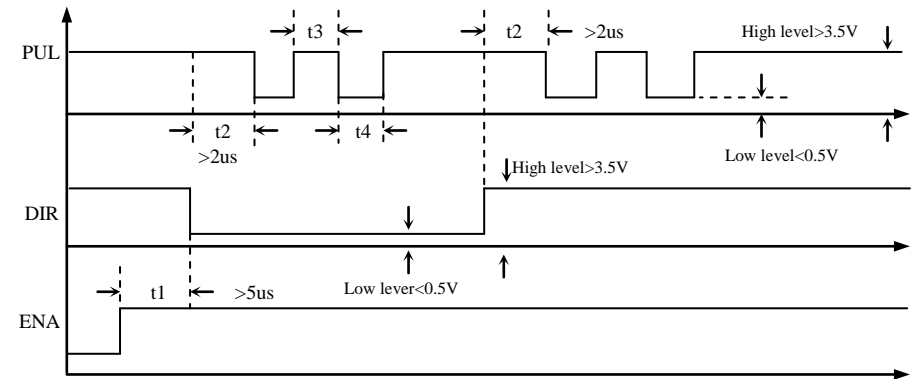 t3
t2
>2us
High level>3.5V
PUL
t2
t4
>2us
Low level<0.5V
High level>3.5V
DIR
t1
>5us
Low lever<0.5V
ENA